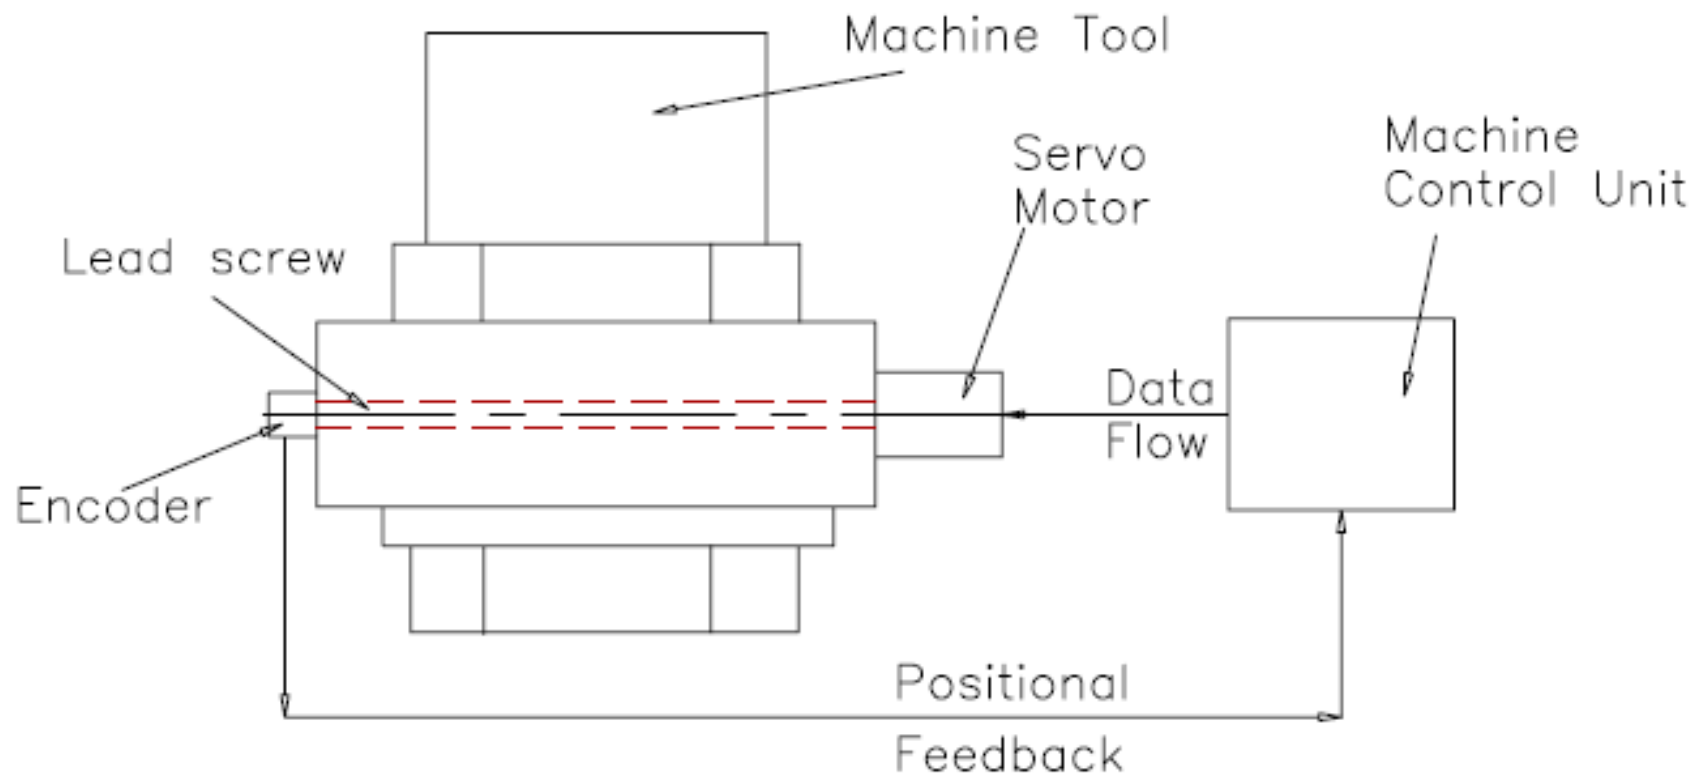 Machine Tool
Servo
Motor
Machine
Control Unit
Lead screw
Data
Flow
Encoder
Positional
Feedback